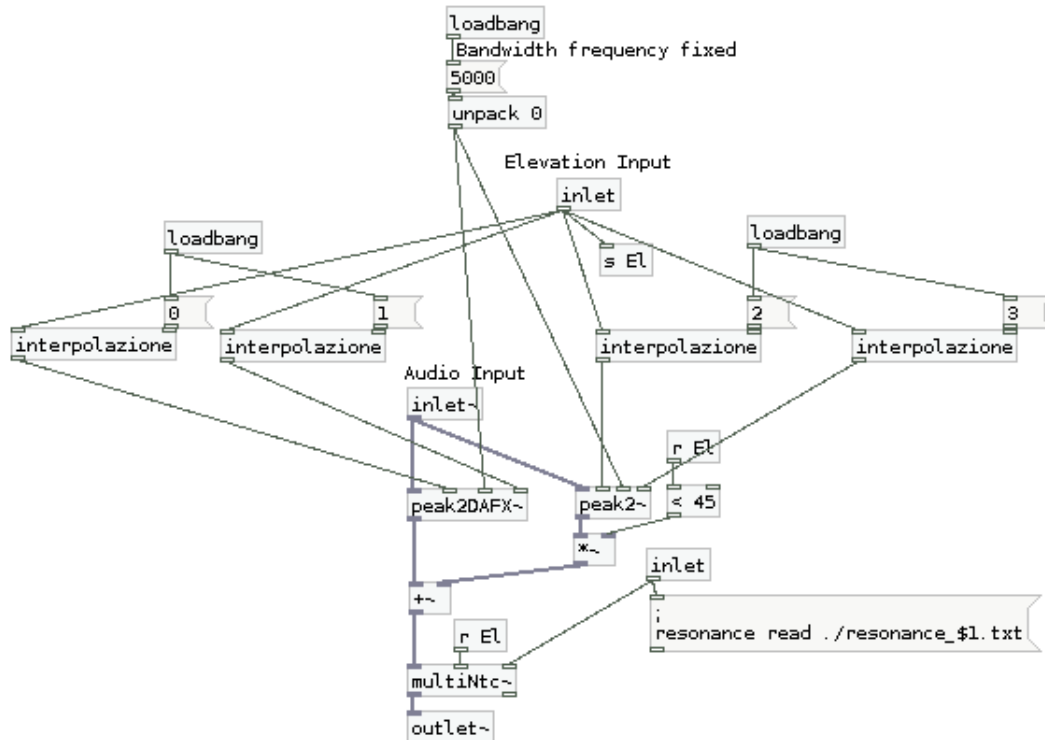 loadbang
Bandwidth frequency fixed
5000
unpack 0
Elevation Input
inlet
loadbang
loadbang
s El
0
1
2
3
interpolazione
interpolazione
interpolazione
interpolazione
Audio Input
inlet~
r El
peak2DAFX~
peak2~
< 45
*~
inlet
+~
;
resonance read ./resonance_$1.txt
r El
multiNtc~
outlet~